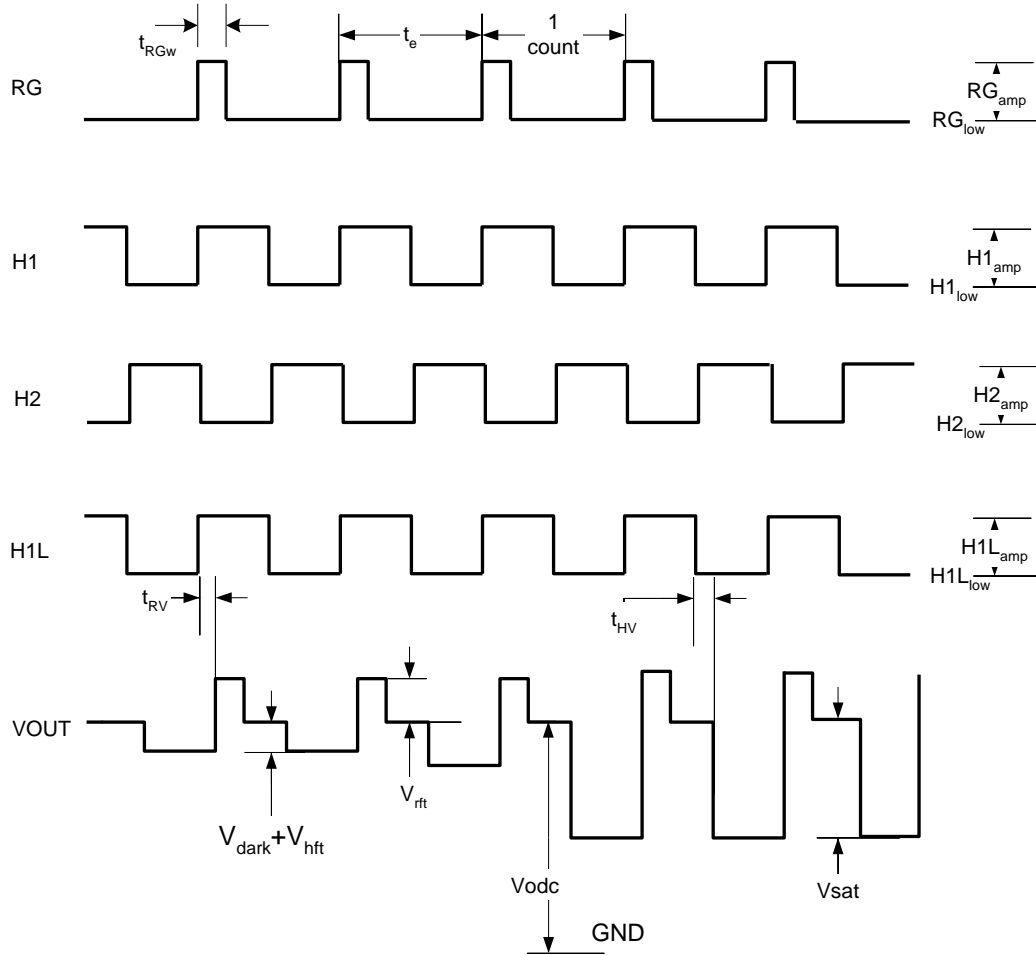 t_RGw
t_e
1
count
RG
RG_amp
RG_low
H1
H1_amp
H1_low
H2
H2_amp
H2_low
H1L
H1L_amp
H1L_low
t_RV
t_HV
VOUT
V_rft
V_dark+V_hft
Vodc
Vsat
GND